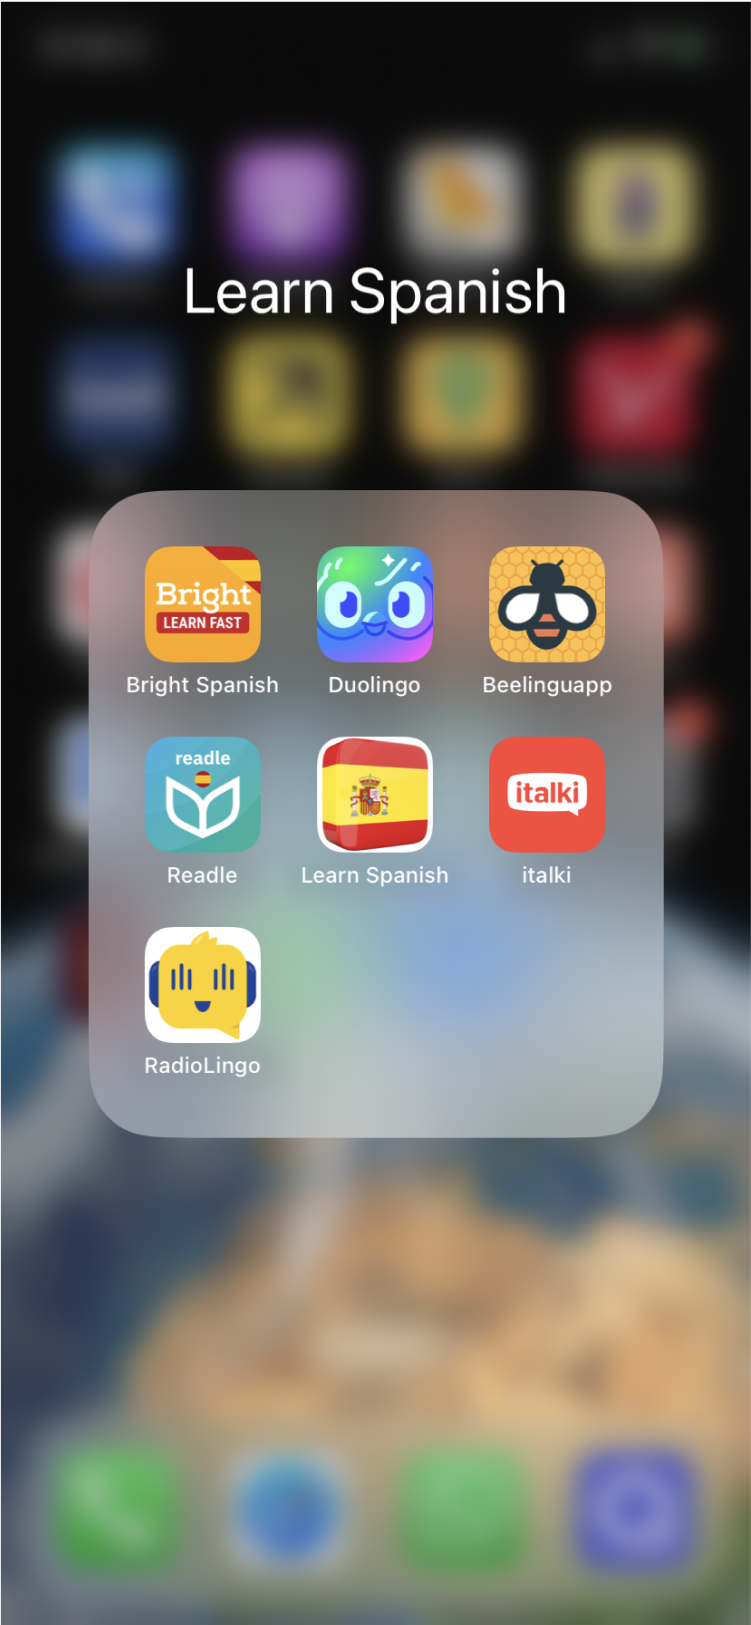 Learn Spanish
Bright
LEARN FAST
Bright Spanish
Duolingo
Beelinguapp
readle
Readle
Learn Spanish
italki
italki
RadioLingo